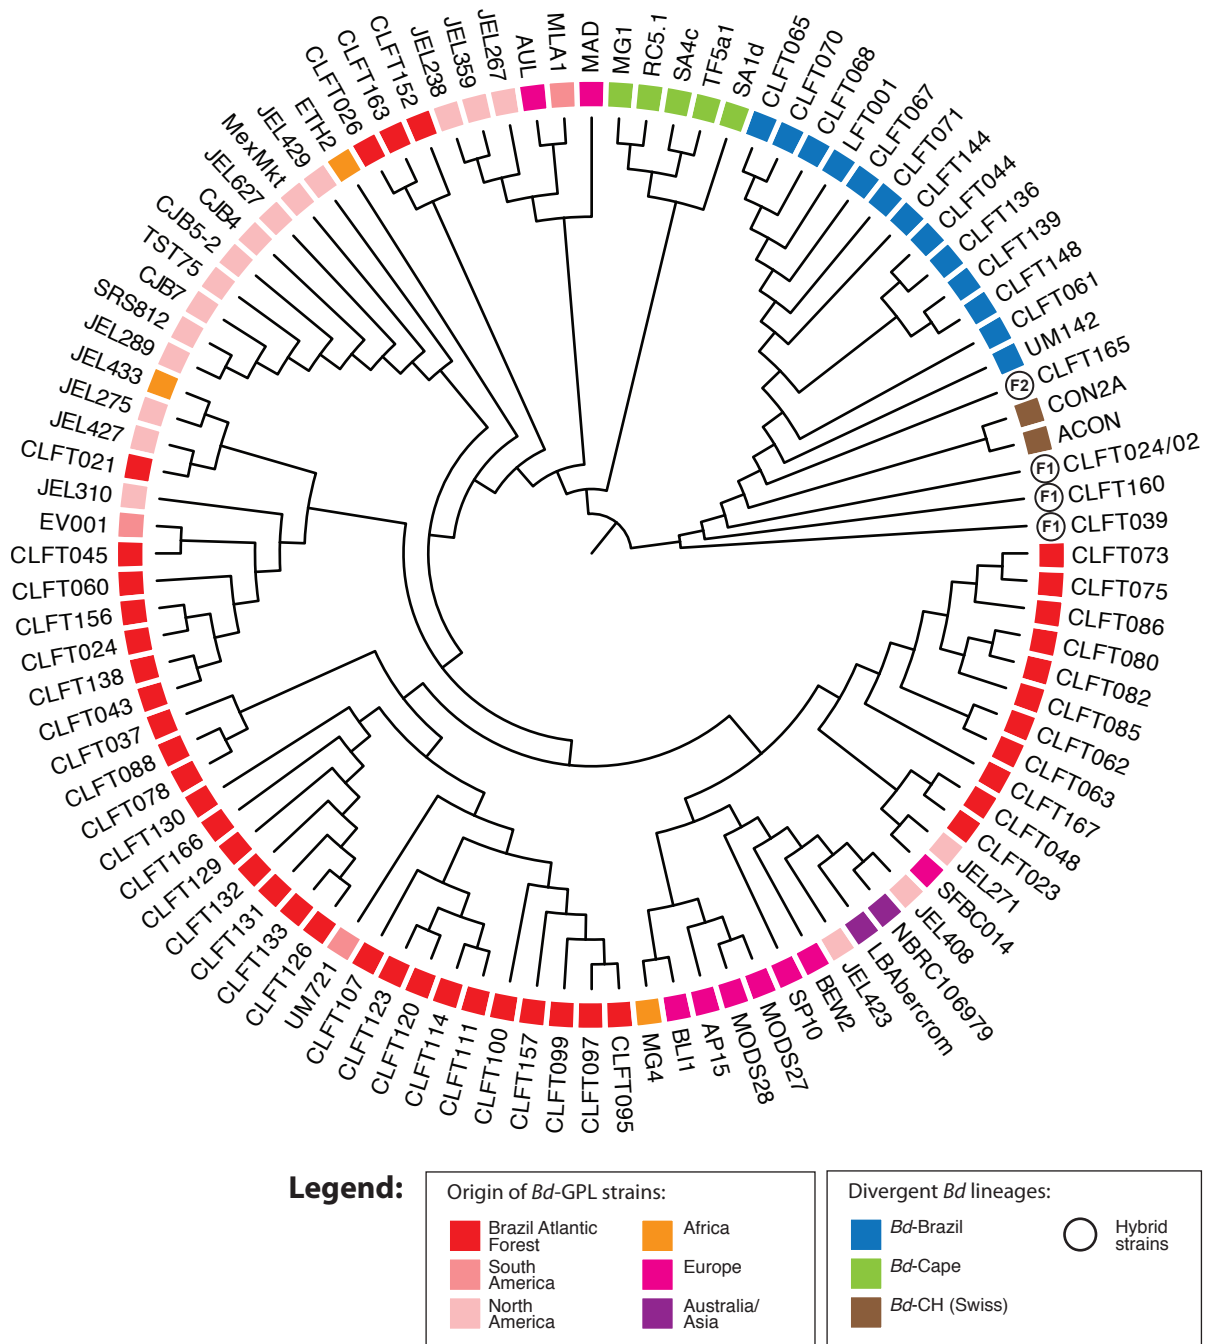 MAD
MG1
RC5.1
SA4c
TF5a1
SA1d
CLFT065
CLFT070
CLFT068
LFT001
CLFT067
CLFT071
CLFT144
CLFT044
CLFT136
CLFT139
CLFT148
CLFT061
UM142
F2
CLFT165
CON2A
ACON
F1
CLFT024/02
F1
CLFT160
F1
CLFT039
CLFT073
CLFT075
CLFT086
CLFT080
CLFT082
CLFT085
CLFT062
CLFT063
CLFT167
CLFT048
CLFT023
JEL271
SFBC014
JEL408
NBRC106979
LBAbercrom
JEL423
BEW2
SP10
MODS27
MODS28
AP15
BLI1
MG4
CLFT095
CLFT097
CLFT099
CLFT157
CLFT100
CLFT111
CLFT114
CLFT120
CLFT123
CLFT107
UM721
CLFT126
CLFT133
CLFT131
CLFT132
CLFT129
CLFT166
CLFT130
CLFT078
CLFT088
CLFT037
CLFT043
CLFT138
CLFT024
CLFT156
CLFT060
CLFT045
EV001
JEL310
CLFT021
JEL427
JEL275
JEL433
JEL289
SRS812
CJB7
TST75
CJB5-2
CJB4
JEL627
MexMkt
JEL429
ETH2
CLFT026
CLFT163
CLFT152
JEL238
JEL359
JEL267
AUL
MLA1
Legend:
Origin of Bd-GPL strains:
Brazil Atlantic
Forest
South
America
North
America
Africa
Europe
Australia/
Asia
Divergent Bd lineages:
Bd-Brazil
Bd-Cape
Bd-CH (Swiss)
Hybrid
strains